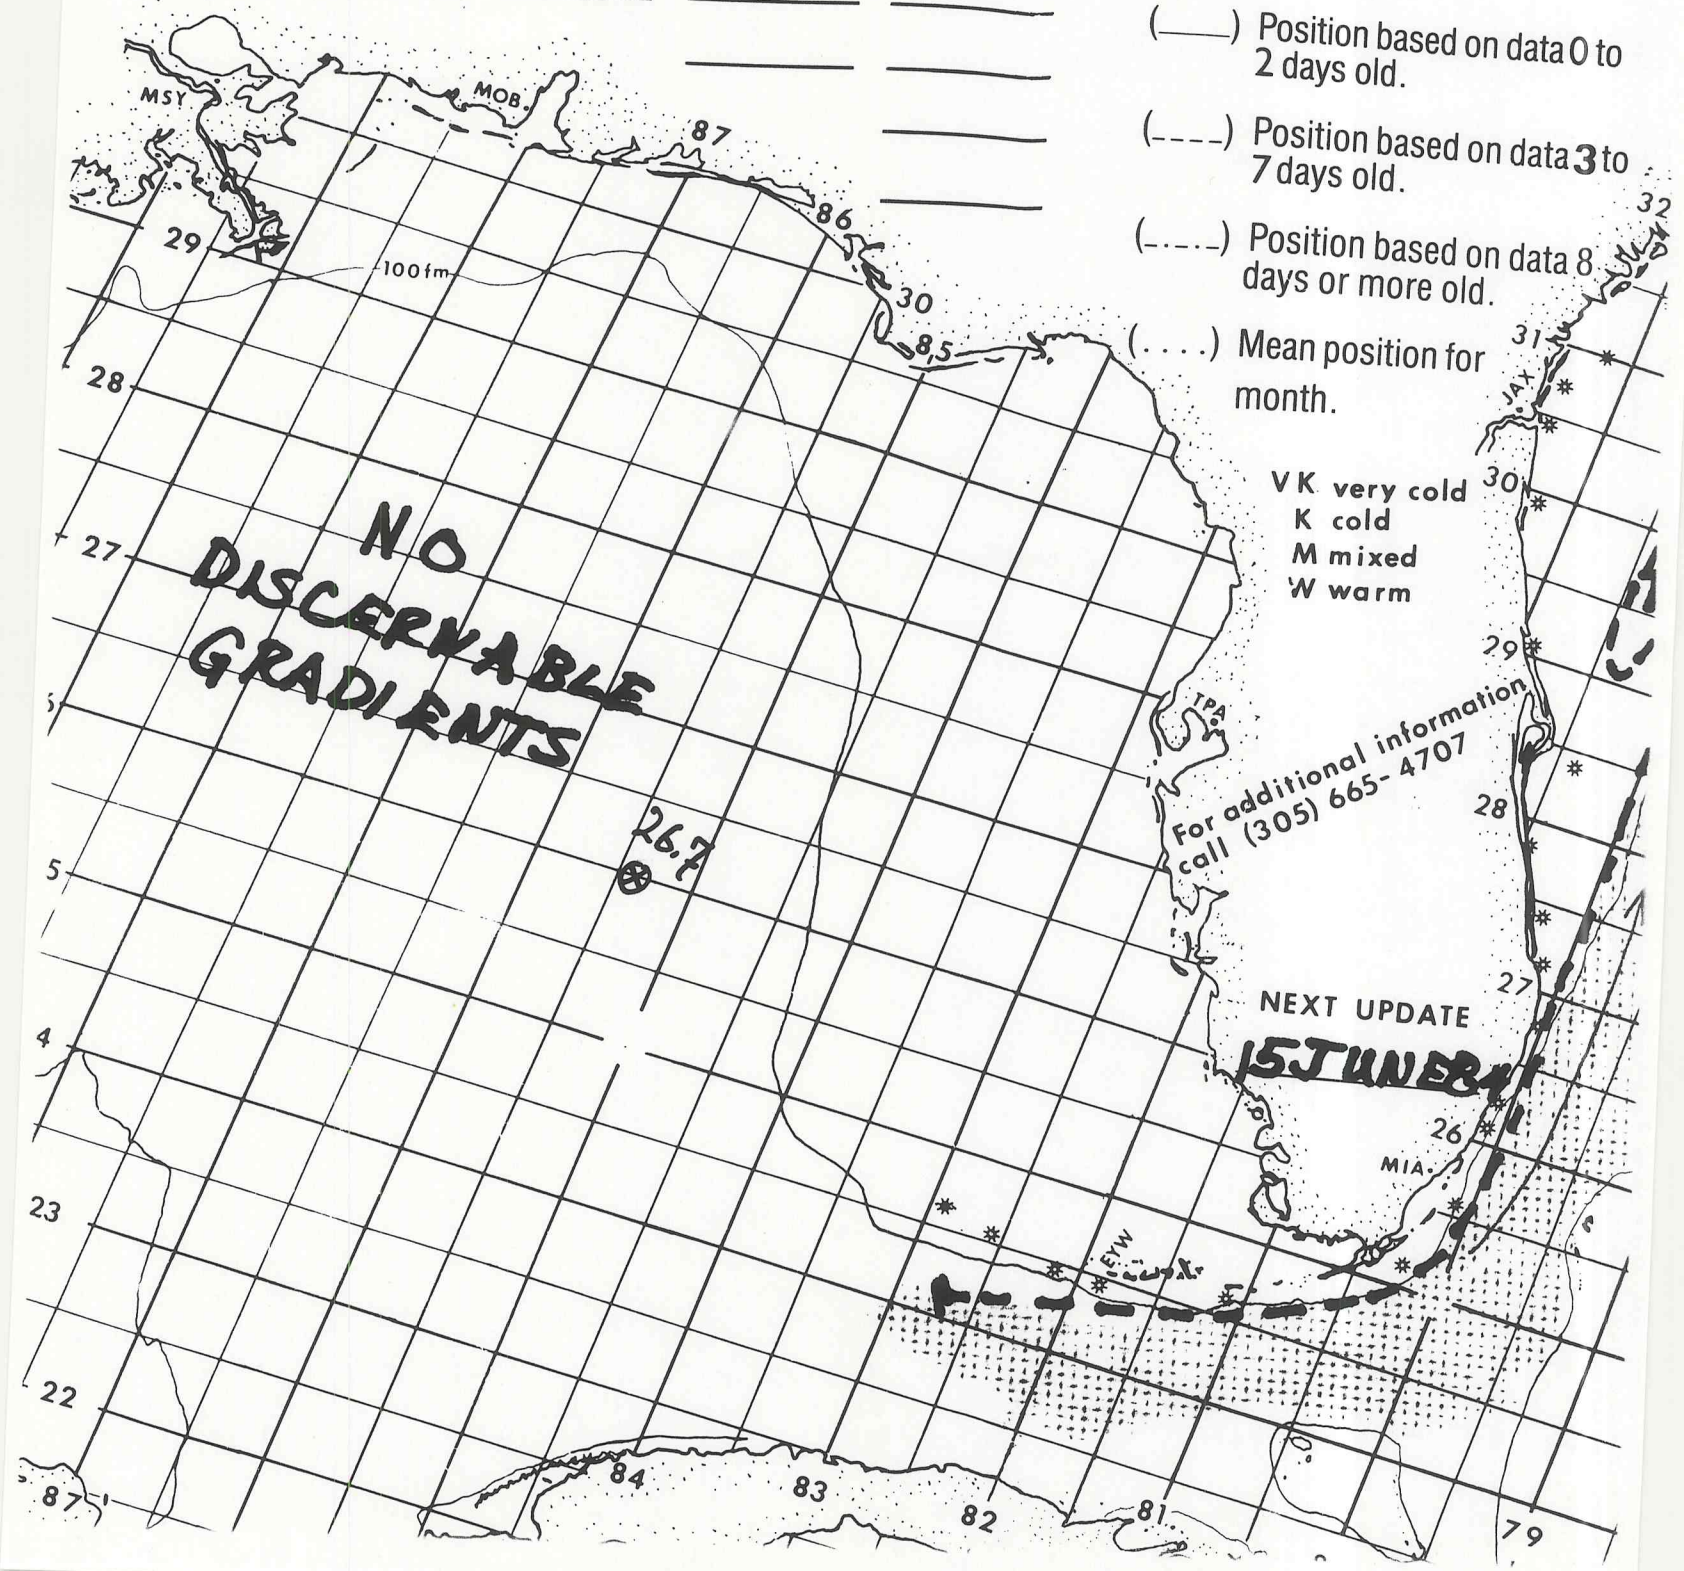 (____) Position based on data 0 to
2 days old.
(_ _ _ _) Position based on data 3 to
7 days old.
(_._._) Position based on data 8
days or more old.
(. . . .) Mean position for
month.
VK very cold
K cold
M mixed
W warm
For additional information
call (305) 665-4707
NEXT UPDATE
15 JUNE 84
NO
DISCERNABLE
GRADIENTS
26.7
100fm
MSY
MOB.
JAX
TPA
MIA.
EYW
87
86
30
85
32
31
30
29
28
27
26
29
28
27
5
4
23
22
87
84
83
82
81
79